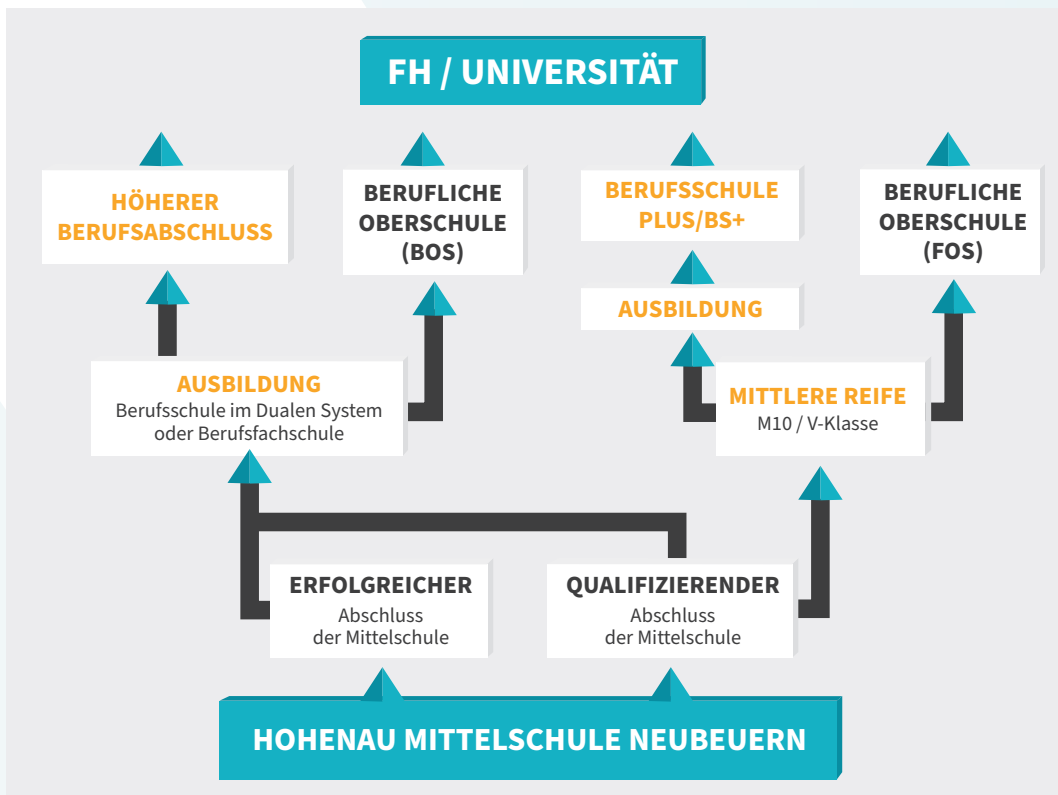 FH / UNIVERSITÄT
HÖHERER
BERUFSABSCHLUSS
BERUFLICHE
OBERSCHULE
(BOS)
BERUFSSCHULE
PLUS/BS+
BERUFLICHE
OBERSCHULE
(FOS)
AUSBILDUNG
AUSBILDUNG
Berufsschule im Dualen System
oder Berufsfachschule
MITTLERE REIFE
M10 / V-Klasse
ERFOLGREICHER
Abschluss
der Mittelschule
QUALIFIZIERENDER
Abschluss
der Mittelschule
HOHENAU MITTELSCHULE NEUBEUERN